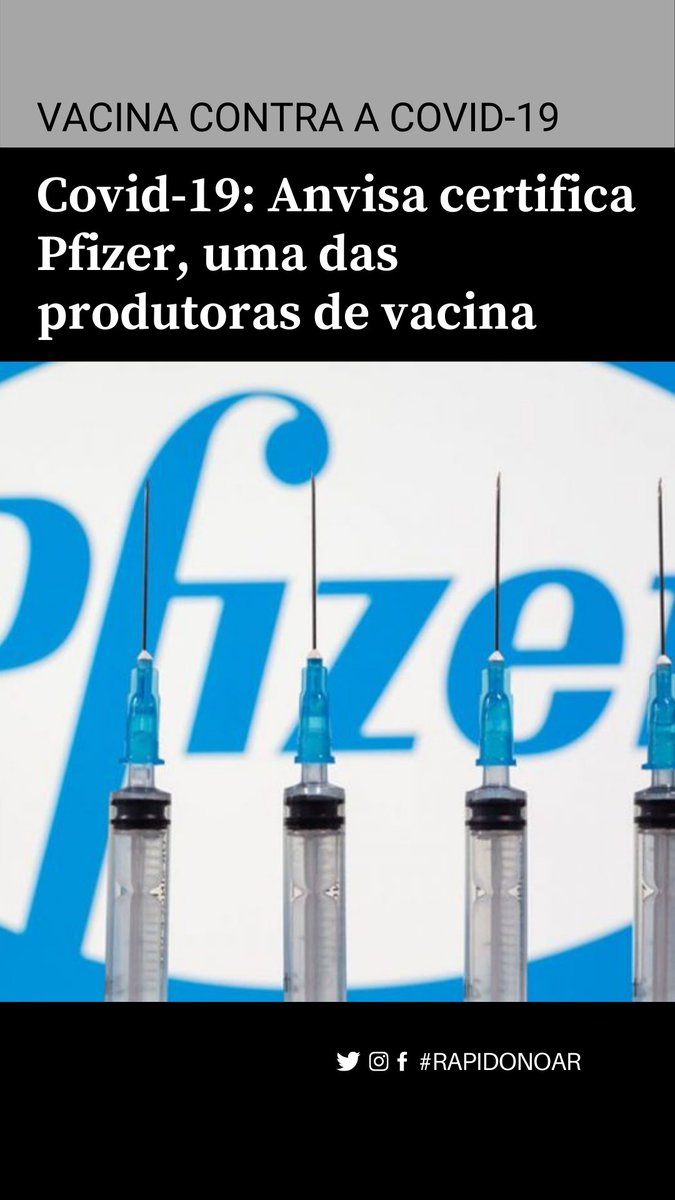 VACINA CONTRA A COVID-19
Covid-19: Anvisa certifica
Pfizer, uma das
produtoras de vacina
Pfizer
#RAPIDONOAR